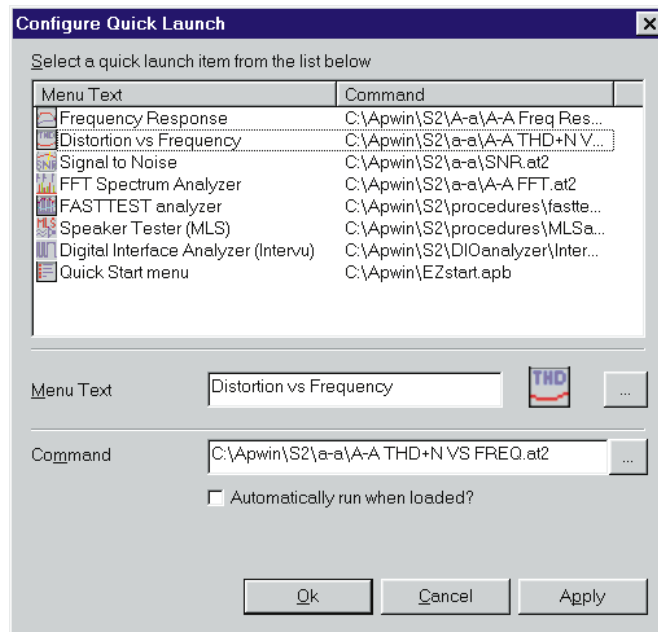 Configure Quick Launch
Select a quick launch item from the list below
Menu Text Command
Frequency Response C:\Apwin\S2\A-a\A-A Freq Res...
THD Distortion vs Frequency C:\Apwin\S2\a-a\A-A THD+N V...
SNR Signal to Noise C:\Apwin\S2\a-a\SNR.at2
FFT Spectrum Analyzer C:\Apwin\S2\a-a\A-A FFT.at2
FASTTEST analyzer C:\Apwin\S2\procedures\fastte...
MLS Speaker Tester (MLS) C:\Apwin\S2\procedures\MLSa...
Digital Interface Analyzer (Intervu) C:\Apwin\S2\DIOanalyzer\Inter...
Quick Start menu C:\Apwin\EZstart.apb
Menu Text Distortion vs Frequency THD ...
Command C:\Apwin\S2\a-a\A-A THD+N VS FREQ.at2 ...
Automatically run when loaded?
Ok Cancel Apply